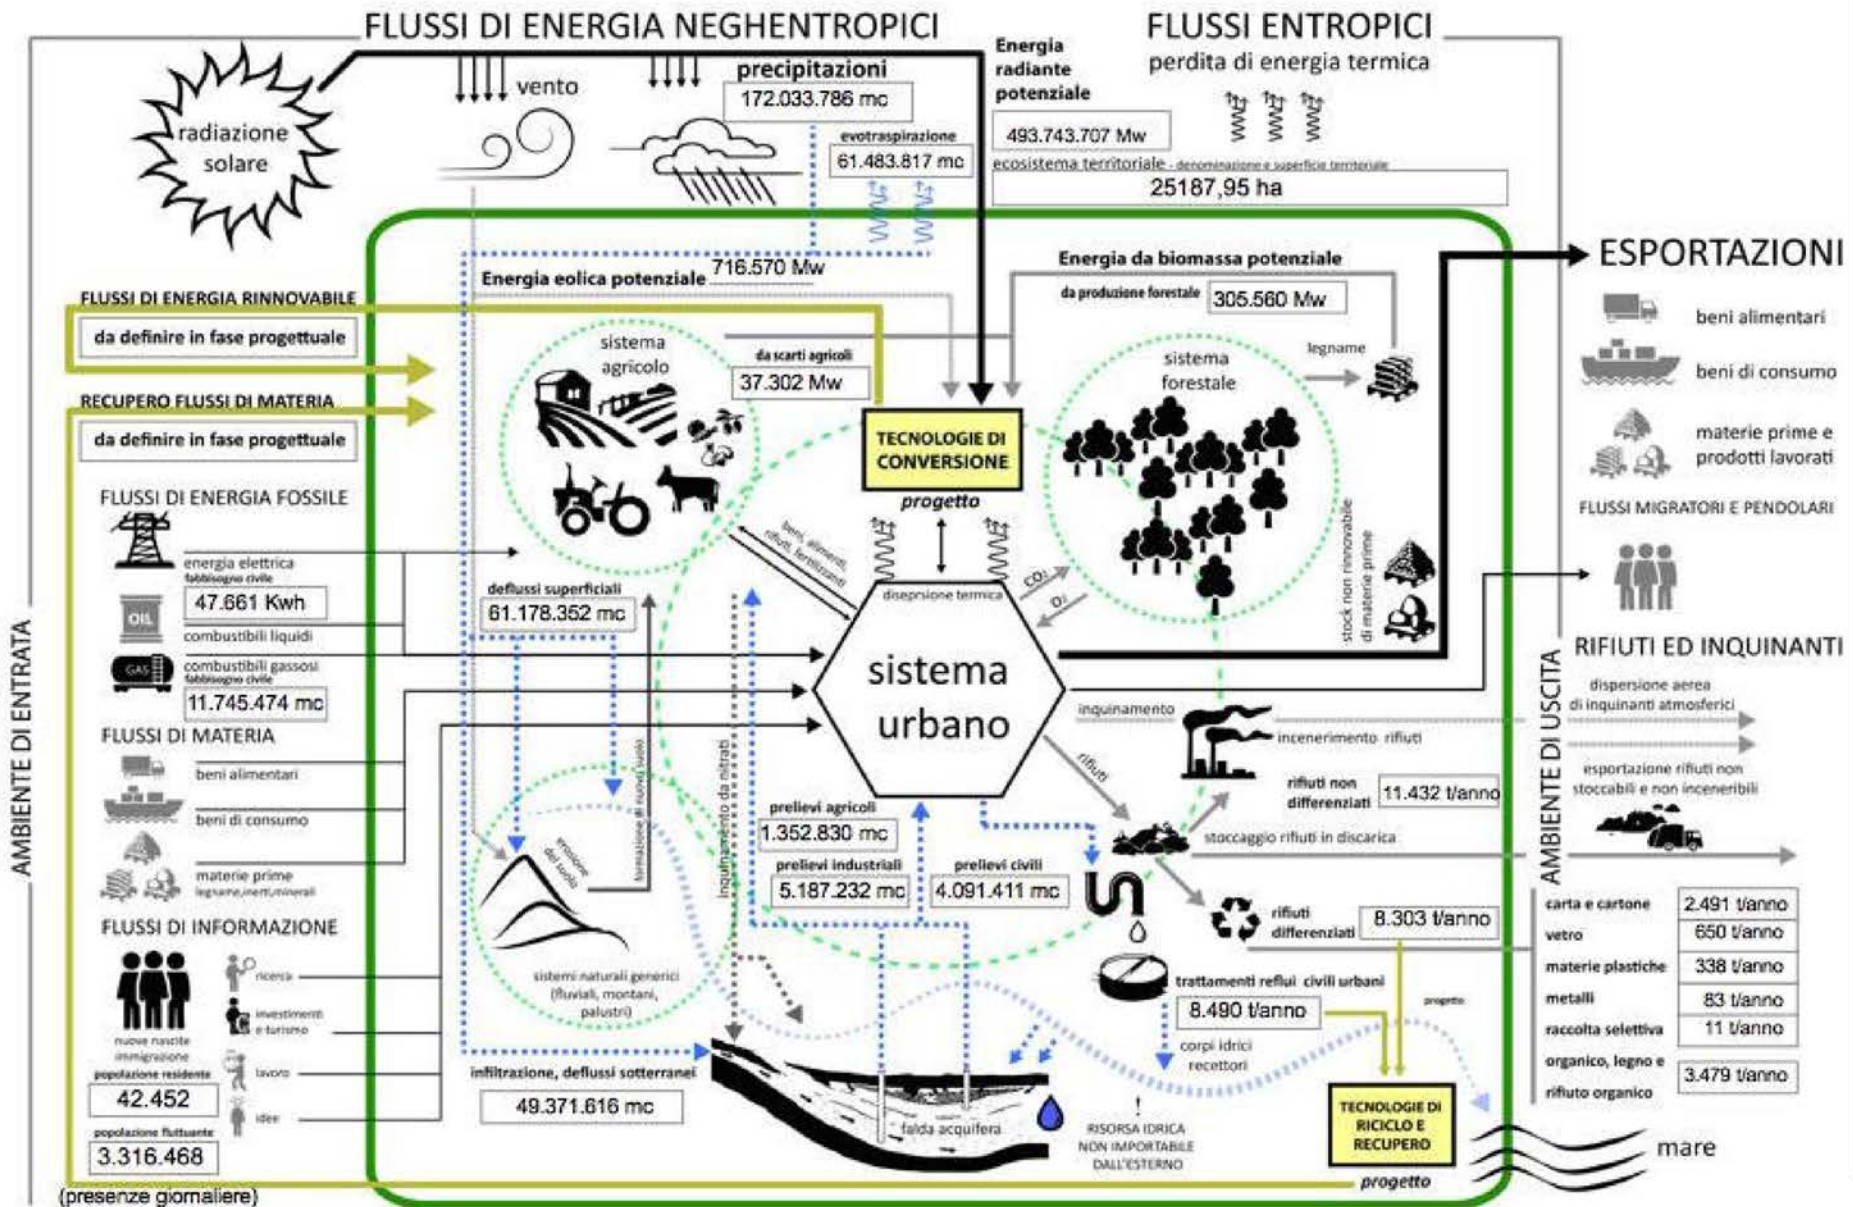 FLUSSI DI ENERGIA NEGHENTROPICI
FLUSSI ENTROPICI
perdita di energia termica
radiazione
solare
vento
precipitazioni
172.033.786 mc
evotraspirazione
61.483.817 mc
Energia
radiante
potenziale
493.743.707 Mw
ecosistema territoriale - denominazione e superficie territoriale
25187,95 ha
AMBIENTE DI ENTRATA
FLUSSI DI ENERGIA RINNOVABILE
da definire in fase progettuale
RECUPERO FLUSSI DI MATERIA
da definire in fase progettuale
FLUSSI DI ENERGIA FOSSILE
energia elettrica
fabbisogno civile
47.661 Kwh
OIL
combustibili liquidi
GAS
combustibili gassosi
fabbisogno civile
11.745.474 mc
FLUSSI DI MATERIA
beni alimentari
beni di consumo
materie prime
legname,inerti,minerali
FLUSSI DI INFORMAZIONE
ricerca
investimenti
e turismo
nuove nascite
immigrazione
lavoro
popolazione residente
42.452
idee
popolazione fluttuante
3.316.468
(presenze giornaliere)
Energia eolica potenziale 716.570 Mw
Energia da biomassa potenziale
da produzione forestale 305.560 Mw
sistema
agricolo
da scarti agricoli
37.302 Mw
TECNOLOGIE DI
CONVERSIONE
progetto
sistema
forestale
legname
stock non rinnovabile
di materie prime
beni, alimenti,
rifiuti, fertilizzanti
CO2
O2
diseprsione termica
sistema
urbano
deflussi superficiali
61.178.352 mc
formazione di nuovo suolo
inquinamento da nitrati
erosione
del suola
sistemi naturali generici
(fluviali, montani,
palustri)
prelievi agricoli
1.352.830 mc
prelievi industriali
5.187.232 mc
prelievi civili
4.091.411 mc
infiltrazione, deflussi sotterranei
49.371.616 mc
falda acquifera
!
RISORSA IDRICA
NON IMPORTABILE
DALL'ESTERNO
inquinamento
incenerimento rifiuti
rifiuti
rifiuti non
differenziati
11.432 t/anno
stoccaggio rifiuti in discarica
rifiuti
differenziati
8.303 t/anno
trattamenti reflui civili urbani
8.490 t/anno
progetto
corpi idrici
recettori
TECNOLOGIE DI
RICICLO E
RECUPERO
progetto
mare
AMBIENTE DI USCITA
ESPORTAZIONI
beni alimentari
beni di consumo
materie prime e
prodotti lavorati
FLUSSI MIGRATORI E PENDOLARI
RIFIUTI ED INQUINANTI
dispersione aerea
di inquinanti atmosferici
esportazione rifiuti non
stoccabili e non inceneribili
carta e cartone 2.491 t/anno
vetro 650 t/anno
materie plastiche 338 t/anno
metalli 83 t/anno
raccolta selettiva 11 t/anno
organico, legno e
rifiuto organico
3.479 t/anno